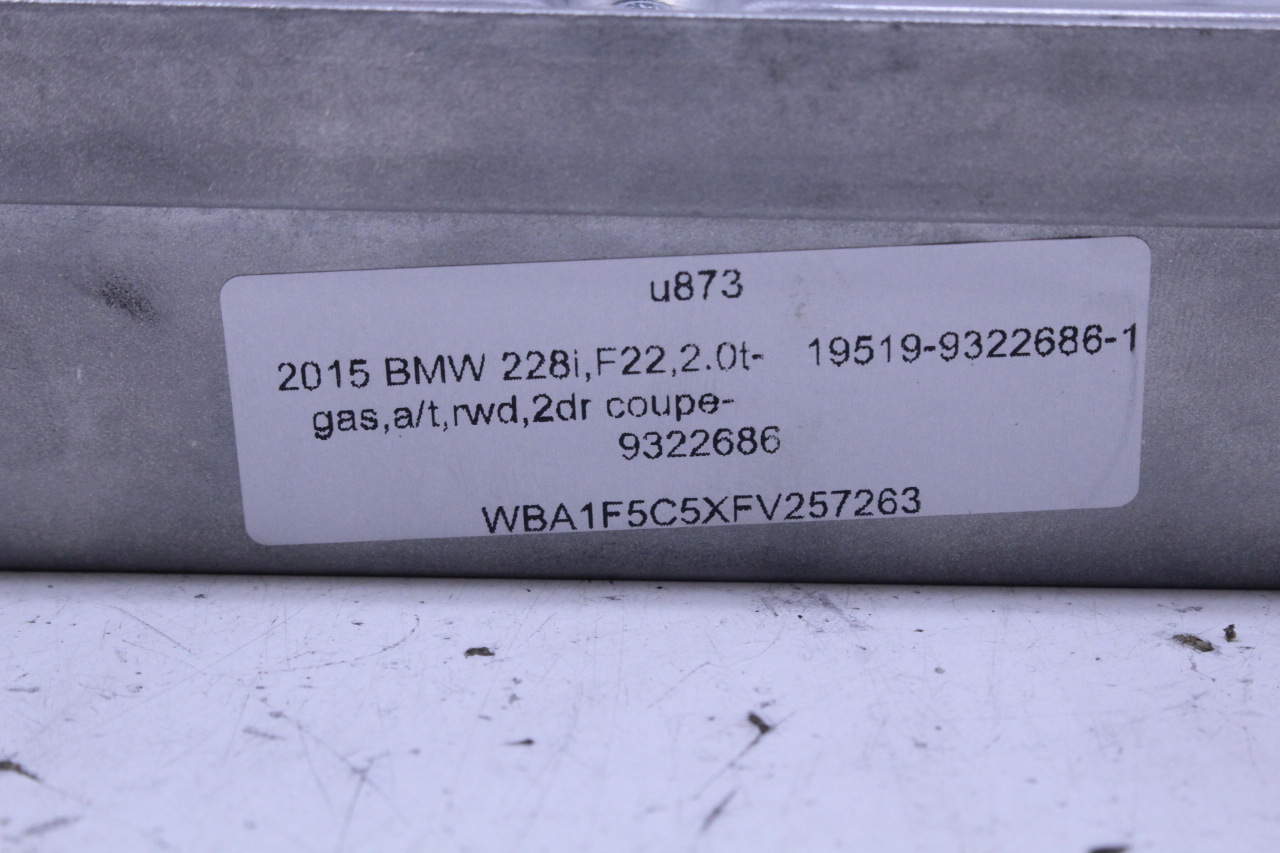 u873
2015 BMW 228i,F22,2.0t- 19519-9322686-1
gas,a/t,rwd,2dr coupe-
9322686
WBA1F5C5XFV257263